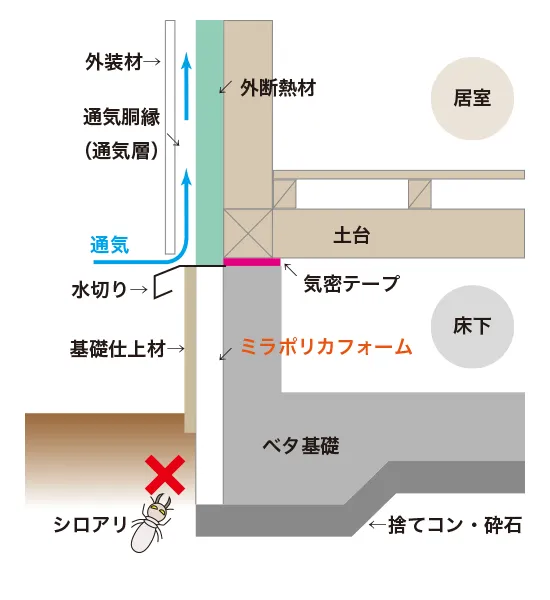 外装材→
外断熱材
居室
通気胴縁
（通気層）
土台
通気
気密テープ
水切り→
床下
基礎仕上材→
ミラポリカフォーム
ベタ基礎
シロアリ
←捨てコン・砕石